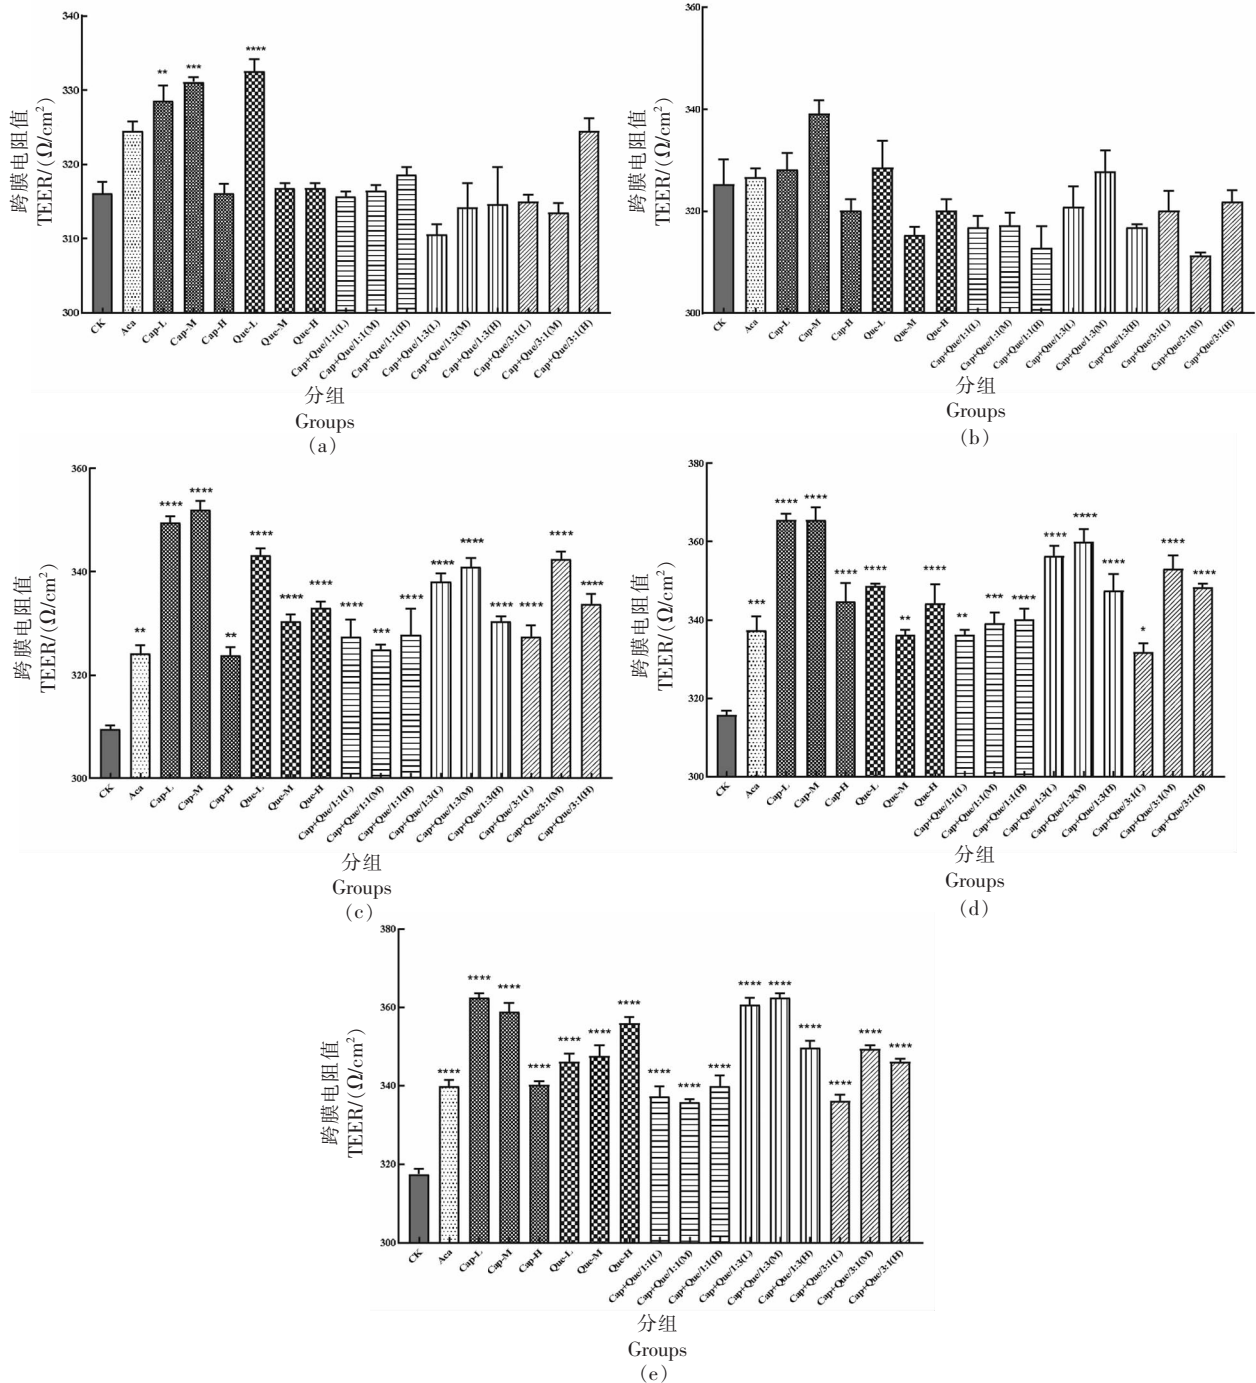 340
330
320
310
300
跨膜电阻值
TEER/(Ω/cm²)
** *** ****
CK Aca Cap-L Cap-M Cap-H Que-L Que-M Que-H Cap+Que/1:1(L) Cap+Que/1:1(M) Cap+Que/1:1(H) Cap+Que/1:3(L) Cap+Que/1:3(M) Cap+Que/1:3(H) Cap+Que/3:1(L) Cap+Que/3:1(M) Cap+Que/3:1(H)
分组
Groups
(a)
360
340
320
300
跨膜电阻值
TEER/(Ω/cm²)
CK Aca Cap-L Cap-M Cap-H Que-L Que-M Que-H Cap+Que/1:1(L) Cap+Que/1:1(M) Cap+Que/1:1(H) Cap+Que/1:3(L) Cap+Que/1:3(M) Cap+Que/1:3(H) Cap+Que/3:1(L) Cap+Que/3:1(M) Cap+Que/3:1(H)
分组
Groups
(b)
360
340
320
300
跨膜电阻值
TEER/(Ω/cm²)
** **** **** ** **** **** **** **** *** **** **** **** **** **** **** ****
CK Aca Cap-L Cap-M Cap-H Que-L Que-M Que-H Cap+Que/1:1(L) Cap+Que/1:1(M) Cap+Que/1:1(H) Cap+Que/1:3(L) Cap+Que/1:3(M) Cap+Que/1:3(H) Cap+Que/3:1(L) Cap+Que/3:1(M) Cap+Que/3:1(H)
分组
Groups
(c)
380
360
340
320
300
跨膜电阻值
TEER/(Ω/cm²)
*** **** **** **** **** ** **** ** *** **** **** **** **** * **** ****
CK Aca Cap-L Cap-M Cap-H Que-L Que-M Que-H Cap+Que/1:1(L) Cap+Que/1:1(M) Cap+Que/1:1(H) Cap+Que/1:3(L) Cap+Que/1:3(M) Cap+Que/1:3(H) Cap+Que/3:1(L) Cap+Que/3:1(M) Cap+Que/3:1(H)
分组
Groups
(d)
380
360
340
320
300
跨膜电阻值
TEER/(Ω/cm²)
**** **** **** **** **** **** **** **** **** **** **** **** **** **** **** ****
CK Aca Cap-L Cap-M Cap-H Que-L Que-M Que-H Cap+Que/1:1(L) Cap+Que/1:1(M) Cap+Que/1:1(H) Cap+Que/1:3(L) Cap+Que/1:3(M) Cap+Que/1:3(H) Cap+Que/3:1(L) Cap+Que/3:1(M) Cap+Que/3:1(H)
分组
Groups
(e)